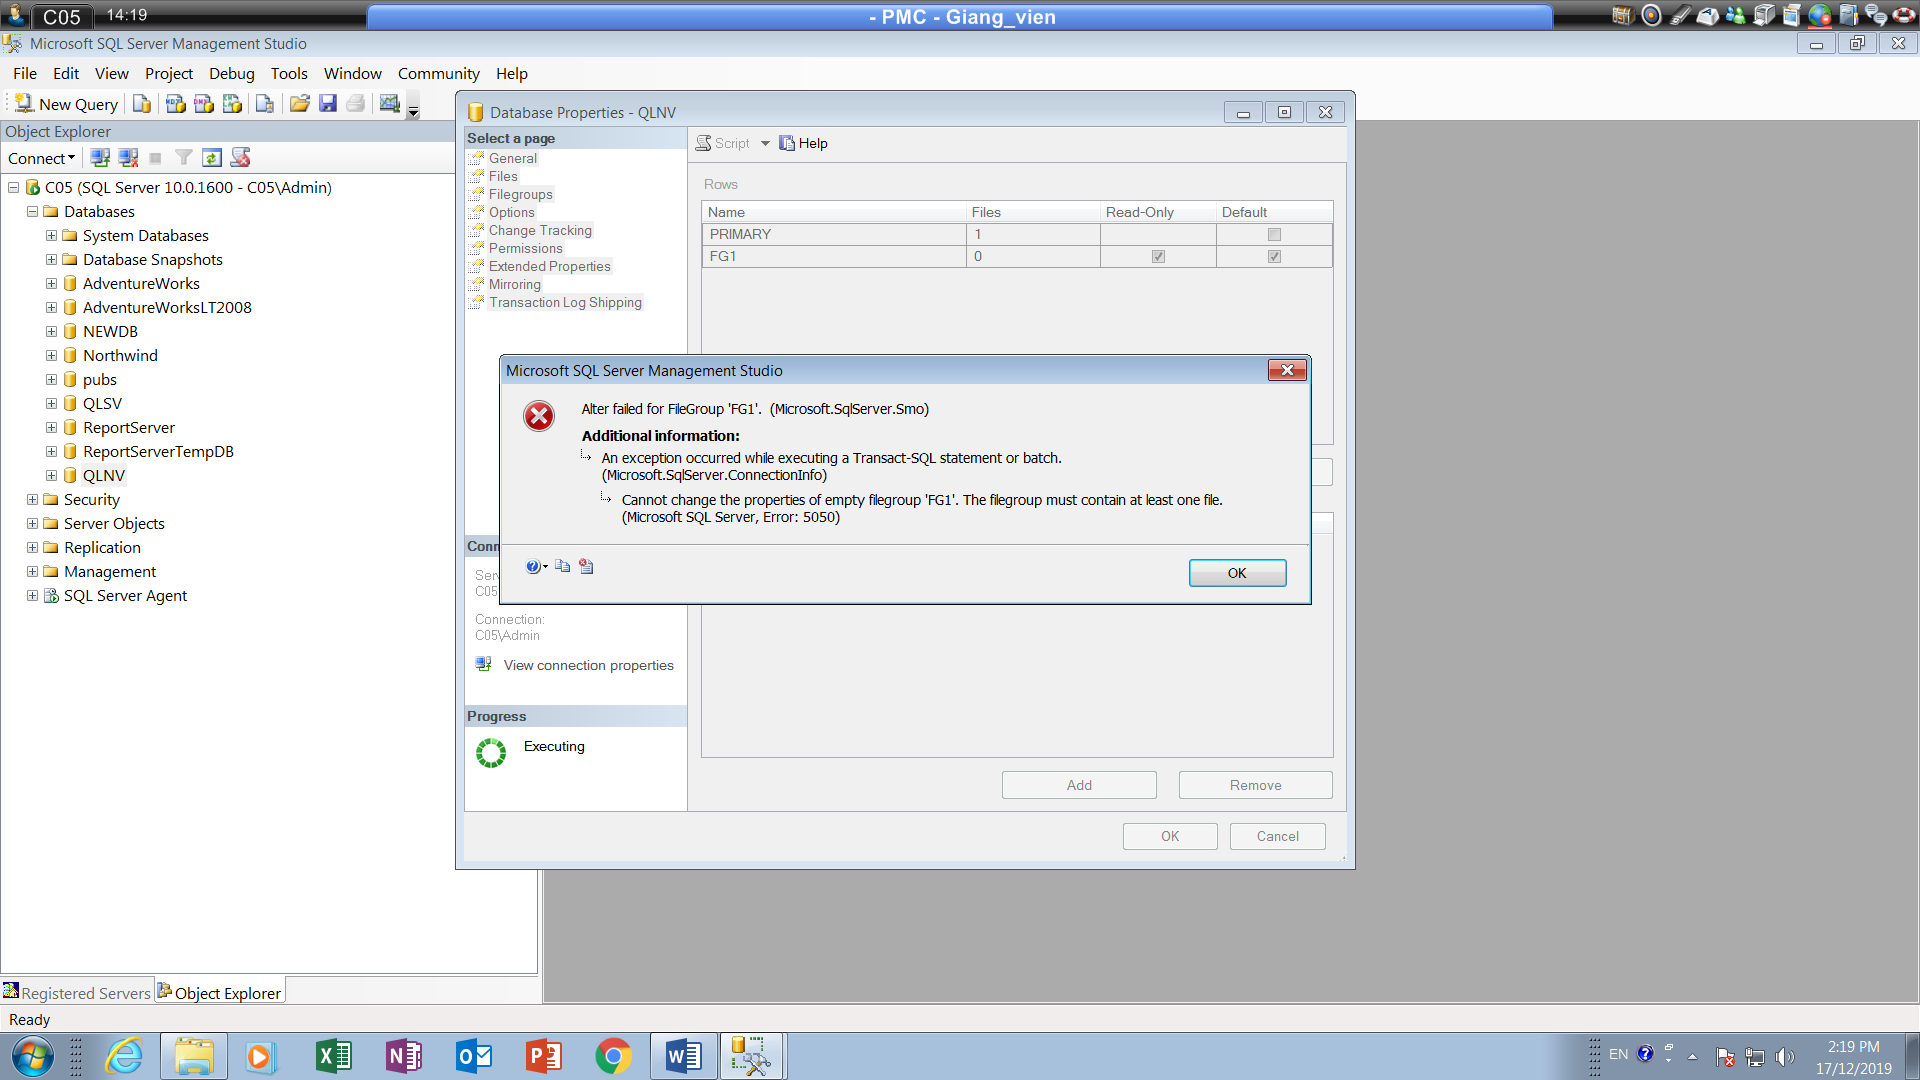 C05
14:19
- PMC - Giang_vien
Microsoft SQL Server Management Studio
File Edit View Project Debug Tools Window Community Help
New Query
Object Explorer
Connect
C05 (SQL Server 10.0.1600 - C05\Admin)
Databases
System Databases
Database Snapshots
AdventureWorks
AdventureWorksLT2008
NEWDB
Northwind
pubs
QLSV
ReportServer
ReportServerTempDB
QLNV
Security
Server Objects
Replication
Management
SQL Server Agent
Registered Servers
Object Explorer
Ready
Database Properties - QLNV
Select a page
General
Files
Filegroups
Options
Change Tracking
Permissions
Extended Properties
Mirroring
Transaction Log Shipping
Script
Help
Rows
Name Files Read-Only Default
PRIMARY 1
FG1 0
Microsoft SQL Server Management Studio
Alter failed for FileGroup 'FG1'. (Microsoft.SqlServer.Smo)
Additional information:
An exception occurred while executing a Transact-SQL statement or batch.
(Microsoft.SqlServer.ConnectionInfo)
Cannot change the properties of empty filegroup 'FG1'. The filegroup must contain at least one file.
(Microsoft SQL Server, Error: 5050)
OK
Conn
Serv
C05
Connection:
C05\Admin
View connection properties
Progress
Executing
Add
Remove
OK
Cancel
EN
2:19 PM
17/12/2019